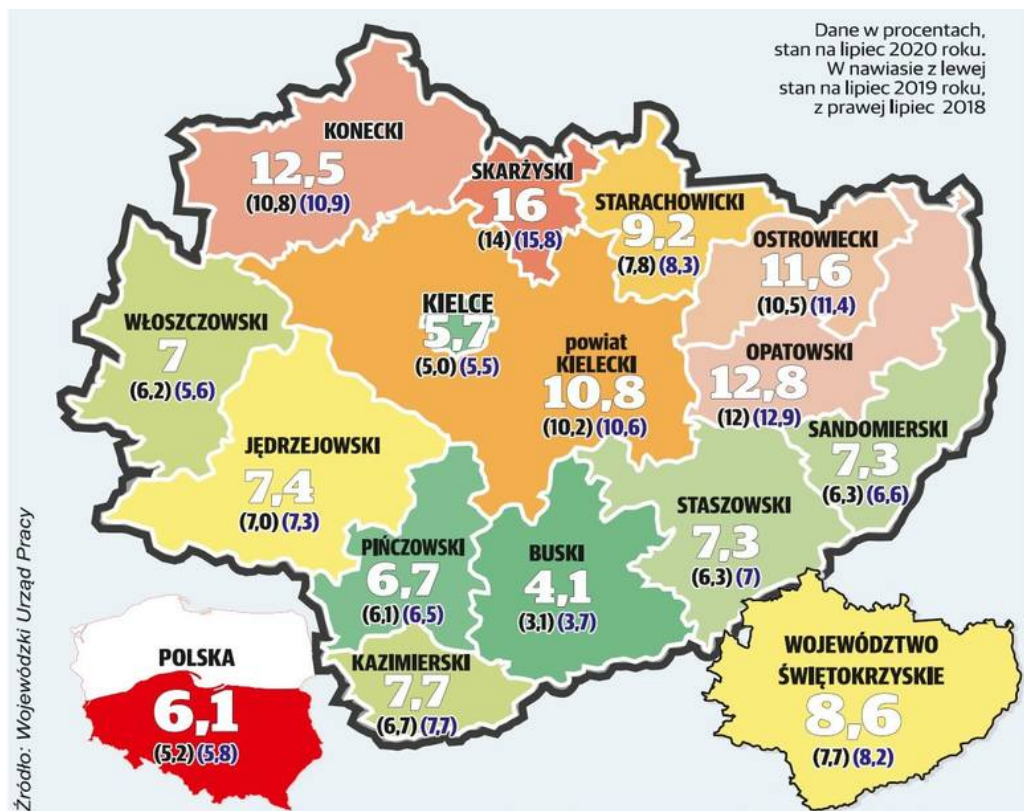 Dane w procentach,
stan na lipiec 2020 roku.
W nawiasie z lewej
stan na lipiec 2019 roku,
z prawej lipiec 2018
KONECKI
12,5
(10,8) (10,9)
SKARŻYSKI
16
(14) (15,8)
STARACHOWICKI
9,2
(7,8) (8,3)
OSTROWIECKI
11,6
(10,5) (11,4)
WŁOSZCZOWSKI
7
(6,2) (5,6)
KIELCE
5,7
(5,0) (5,5)
powiat
KIELECKI
10,8
(10,2) (10,6)
OPATOWSKI
12,8
(12) (12,9)
SANDOMIERSKI
7,3
(6,3) (6,6)
JĘDRZEJOWSKI
7,4
(7,0) (7,3)
STASZOWSKI
7,3
(6,3) (7)
PIŃCZOWSKI
6,7
(6,1) (6,5)
BUSKI
4,1
(3,1) (3,7)
KAZIMIERSKI
7,7
(6,7) (7,7)
POLSKA
6,1
(5,2) (5,8)
WOJEWÓDZTWO
ŚWIĘTOKRZYSKIE
8,6
(7,7) (8,2)
Źródło: Wojewódzki Urząd Pracy